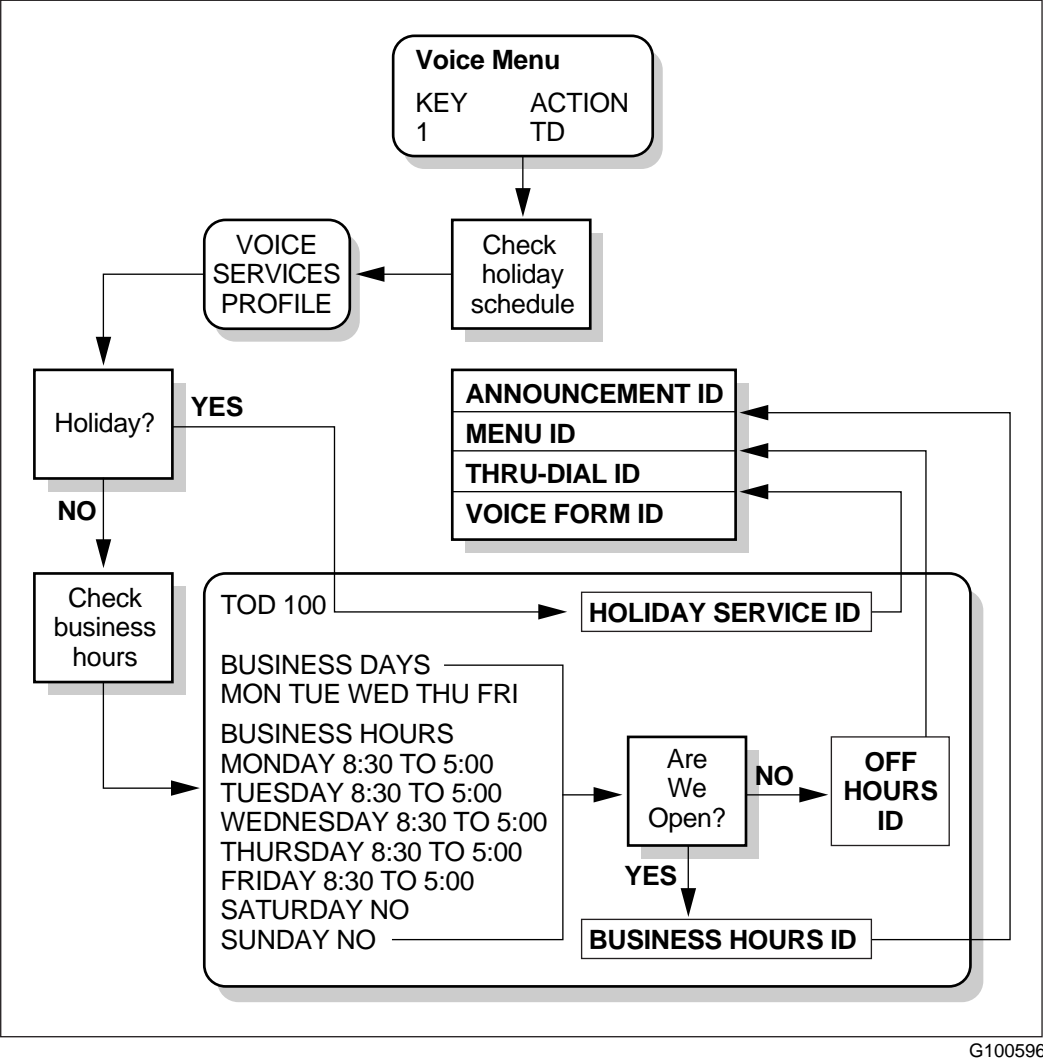 Voice Menu
KEY ACTION
1 TD
VOICE
SERVICES
PROFILE
Check
holiday
schedule
Holiday?
YES
NO
ANNOUNCEMENT ID
MENU ID
THRU-DIAL ID
VOICE FORM ID
Check
business
hours
TOD 100
HOLIDAY SERVICE ID
BUSINESS DAYS
MON TUE WED THU FRI
BUSINESS HOURS
MONDAY 8:30 TO 5:00
TUESDAY 8:30 TO 5:00
WEDNESDAY 8:30 TO 5:00
THURSDAY 8:30 TO 5:00
FRIDAY 8:30 TO 5:00
SATURDAY NO
SUNDAY NO
Are
We
Open?
NO
OFF
HOURS
ID
YES
BUSINESS HOURS ID
G100596